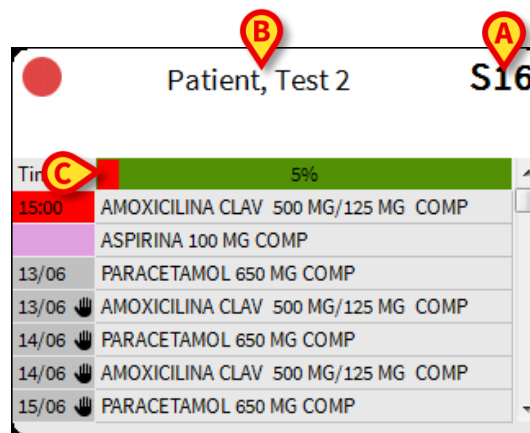 B
A
Patient, Test 2
S16
C
5%
15:00 AMOXICILINA CLAV 500 MG/125 MG COMP
ASPIRINA 100 MG COMP
13/06 PARACETAMOL 650 MG COMP
13/06 AMOXICILINA CLAV 500 MG/125 MG COMP
14/06 PARACETAMOL 650 MG COMP
14/06 AMOXICILINA CLAV 500 MG/125 MG COMP
15/06 PARACETAMOL 650 MG COMP